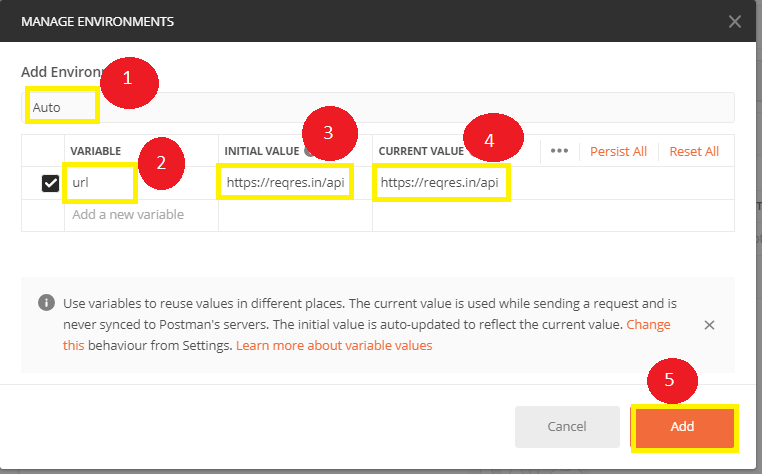 MANAGE ENVIRONMENTS
Add Environm
1
Auto
3
4
VARIABLE
2
INITIAL VALUE
CURRENT VALUE
Persist All
Reset All
url
https://reqres.in/api
https://reqres.in/api
Add a new variable
Use variables to reuse values in different places. The current value is used while sending a request and is
never synced to Postman's servers. The initial value is auto-updated to reflect the current value. Change
this behaviour from Settings. Learn more about variable values
5
Cancel
Add